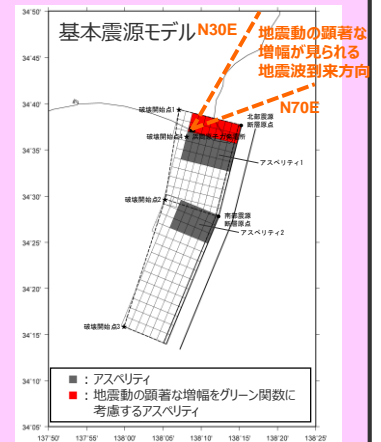 基本震源モデル
N30E
地震動の顕著な
増幅が見られる
地震波到来方向
N70E
34˚50'
34˚40'
34˚35'
34˚30'
34˚25'
34˚20'
34˚15'
34˚10'
34˚05'
破壊開始点1
北部震源
断層原点
破壊開始点4
アスペリティ1
破壊開始点2
南部震源
断層原点
アスペリティ2
破壊開始点3
■:アスペリティ
■:地震動の顕著な増幅をグリーン関数に
考慮するアスペリティ
137˚50' 137˚55' 138˚00' 138˚05' 138˚10' 138˚15' 138˚20' 138˚25'